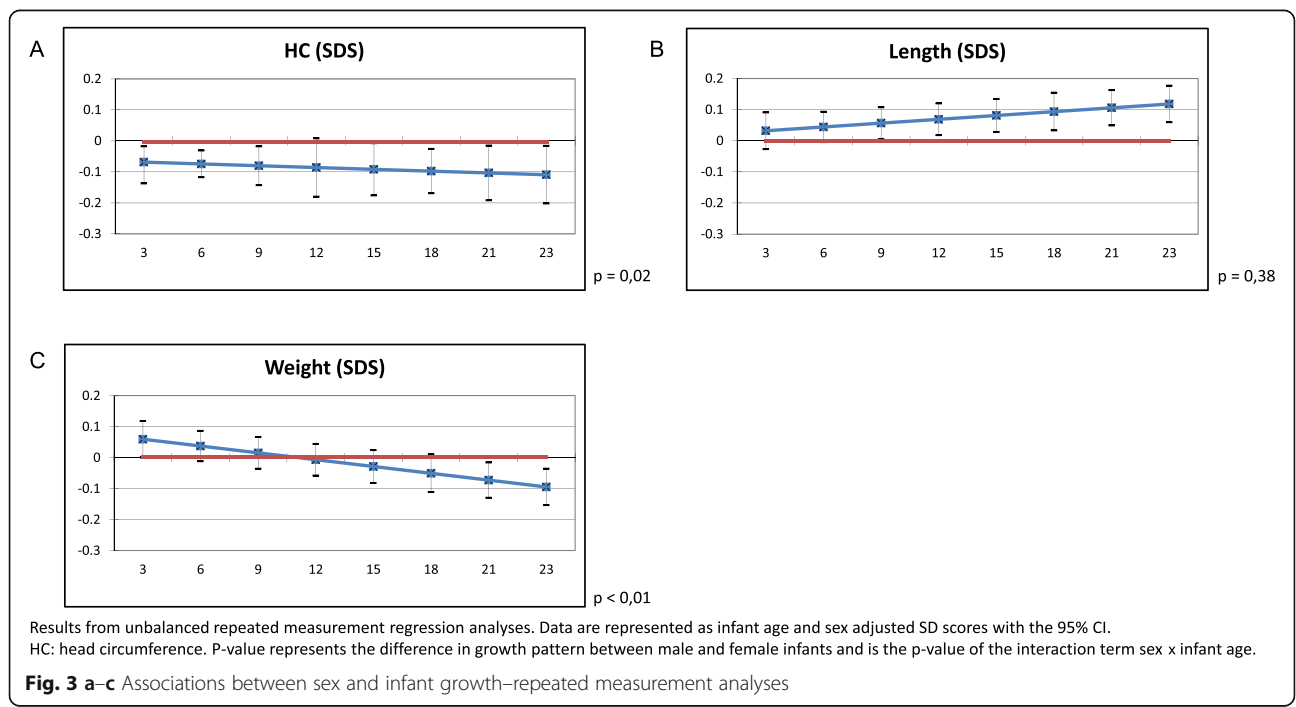 A
HC (SDS)
0.2
0.1
0
-0.1
-0.2
-0.3
3 6 9 12 15 18 21 23
p = 0,02
B
Length (SDS)
0.2
0.1
0
-0.1
-0.2
-0.3
3 6 9 12 15 18 21 23
p = 0,38
C
Weight (SDS)
0.2
0.1
0
-0.1
-0.2
-0.3
3 6 9 12 15 18 21 23
p < 0,01
Results from unbalanced repeated measurement regression analyses. Data are represented as infant age and sex adjusted SD scores with the 95% CI.
HC: head circumference. P-value represents the difference in growth pattern between male and female infants and is the p-value of the interaction term sex x infant age.
Fig. 3 a–c Associations between sex and infant growth–repeated measurement analyses